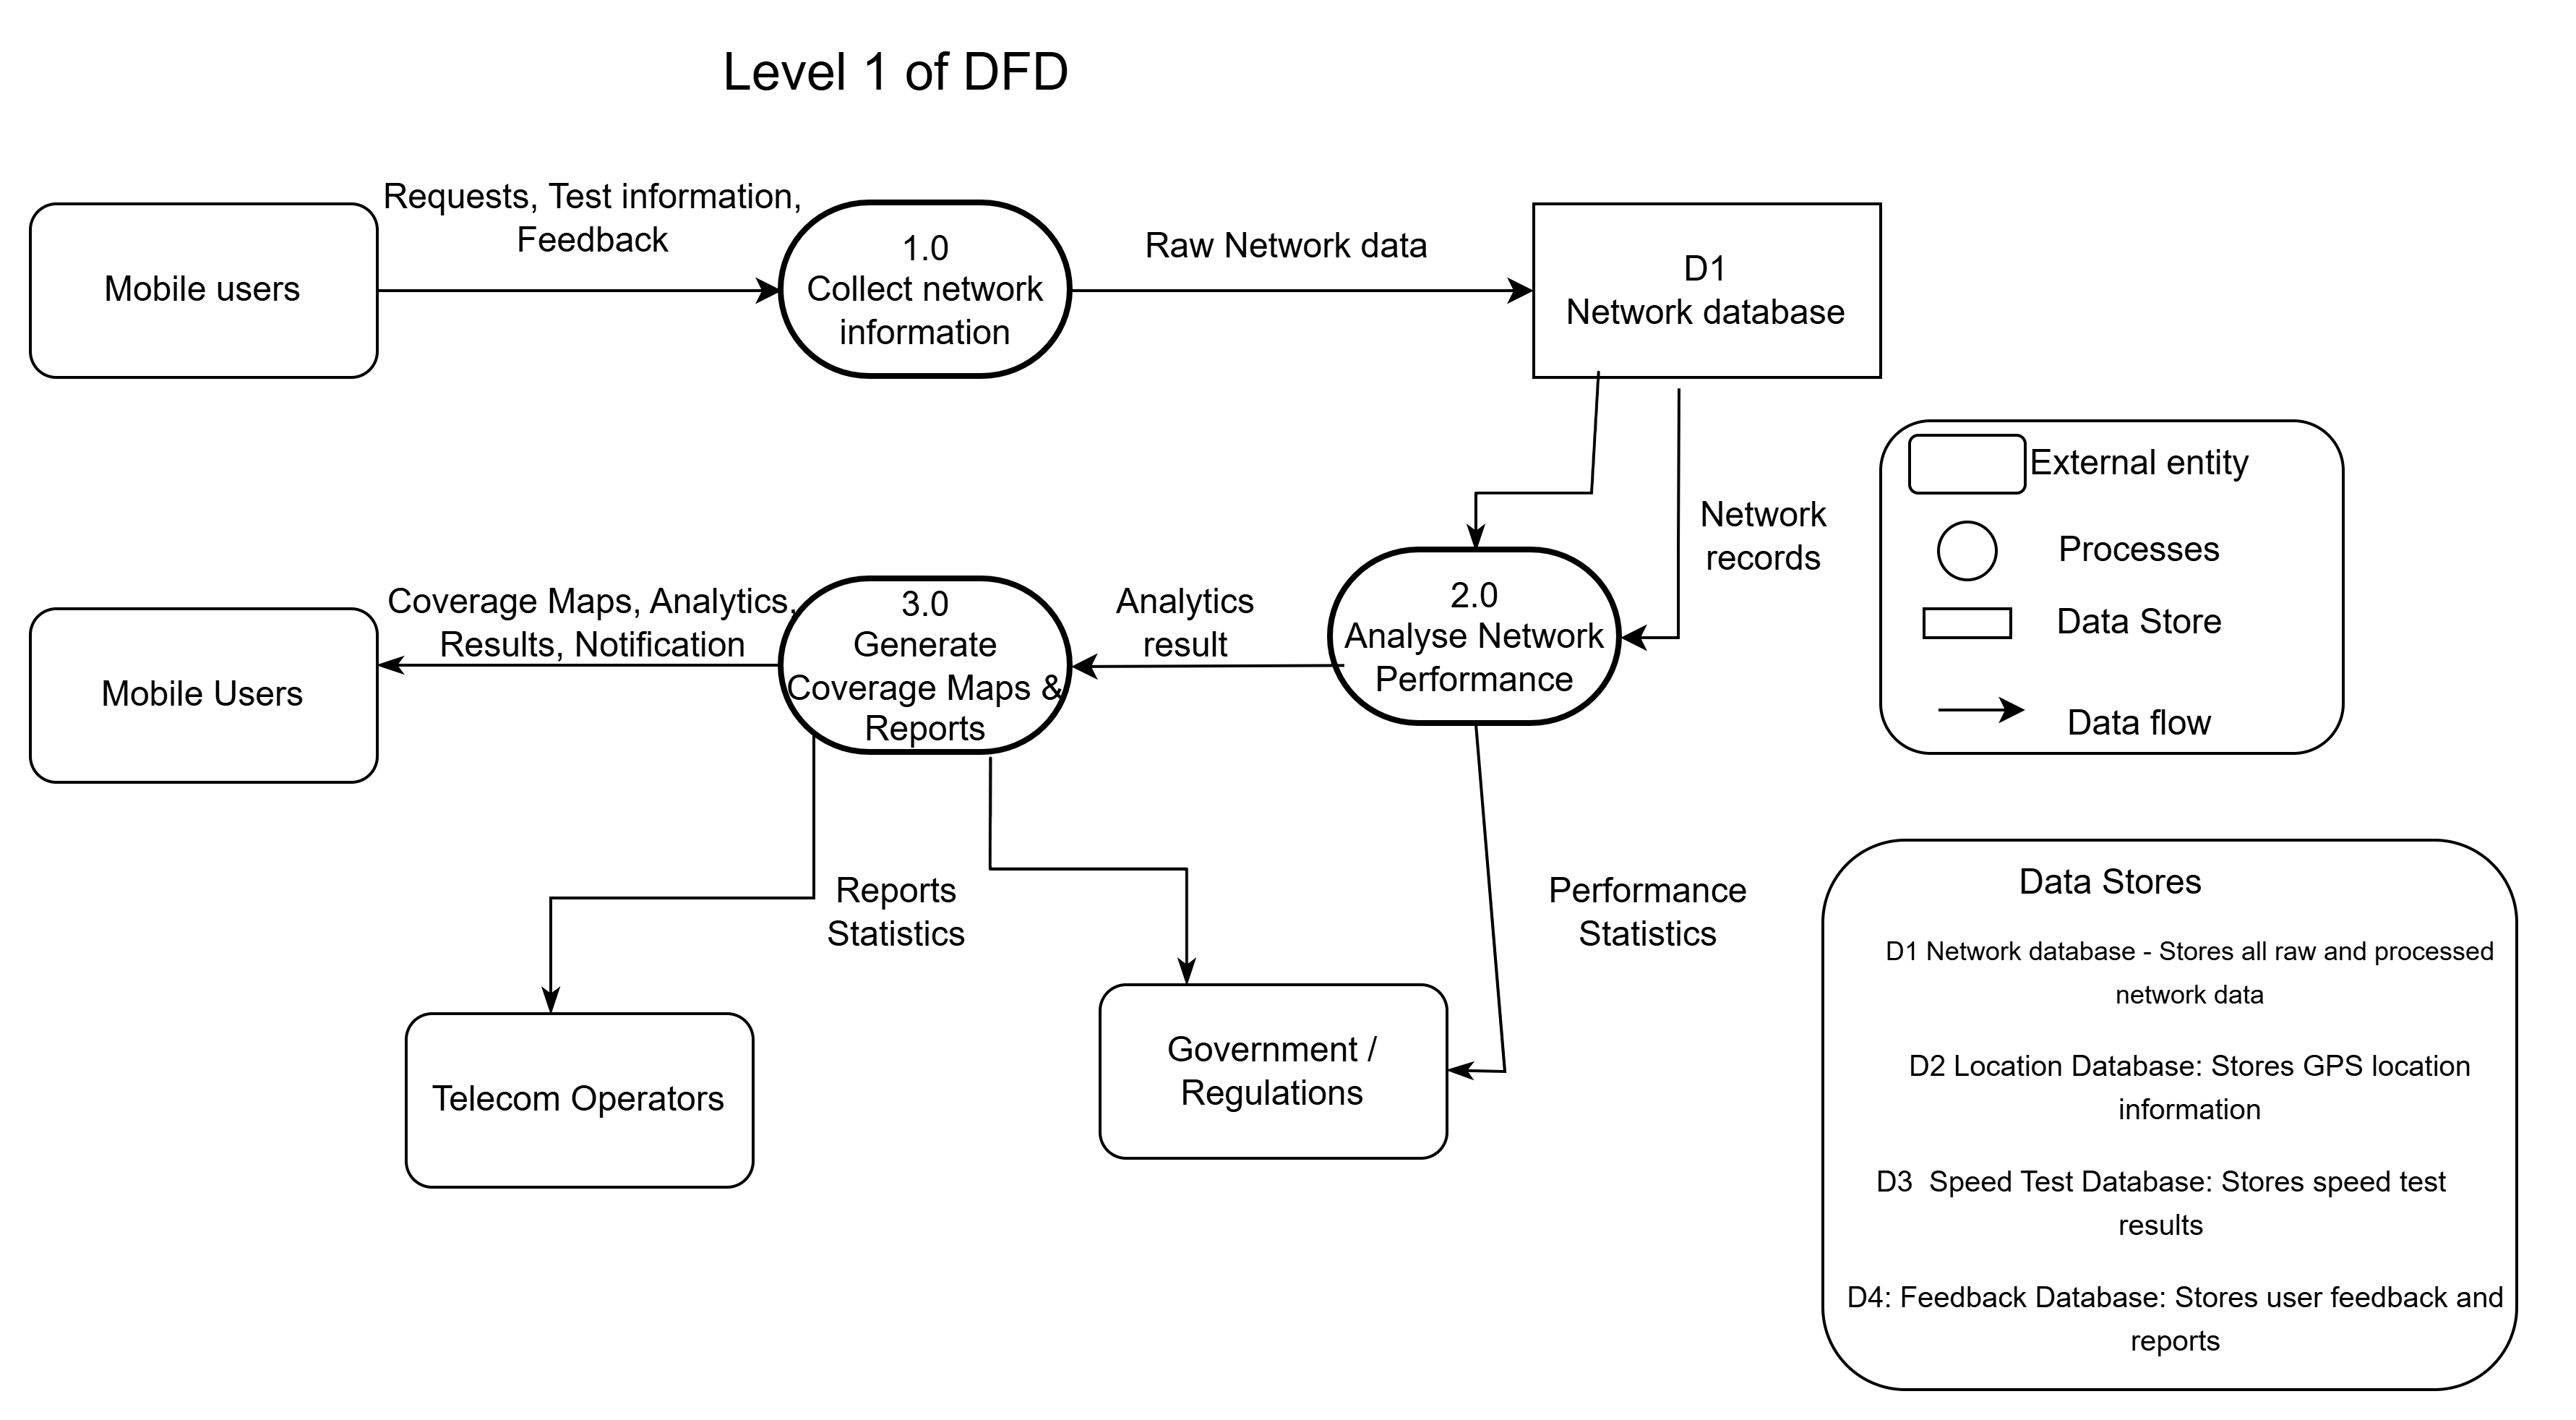 Level 1 of DFD
Requests, Test information,
Feedback
Mobile users
1.0
Collect network
information
Raw Network data
D1
Network database
External entity
Processes
Data Store
Data flow
Network
records
Coverage Maps, Analytics,
Results, Notification
Mobile Users
3.0
Generate
Coverage Maps &
Reports
Analytics
result
2.0
Analyse Network
Performance
Reports
Statistics
Performance
Statistics
Telecom Operators
Government /
Regulations
Data Stores
D1 Network database - Stores all raw and processed
network data
D2 Location Database: Stores GPS location
information
D3  Speed Test Database: Stores speed test
results
D4: Feedback Database: Stores user feedback and
reports